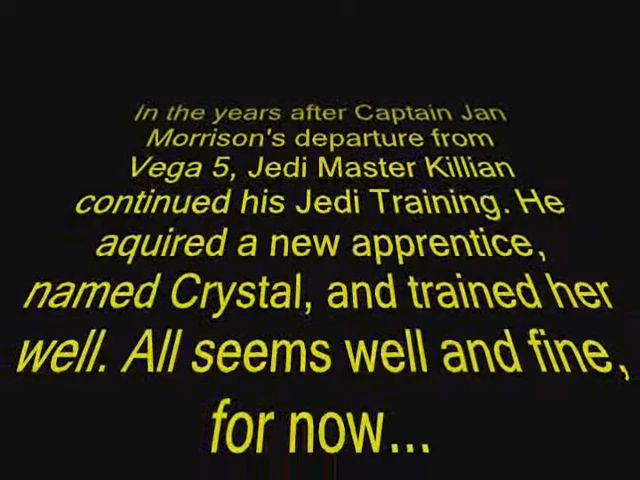 In the years after Captain Jan
Morrison's departure from
Vega 5, Jedi Master Killian
continued his Jedi Training. He
aquired a new apprentice,
named Crystal, and trained her
well. All seems well and fine,
for now...